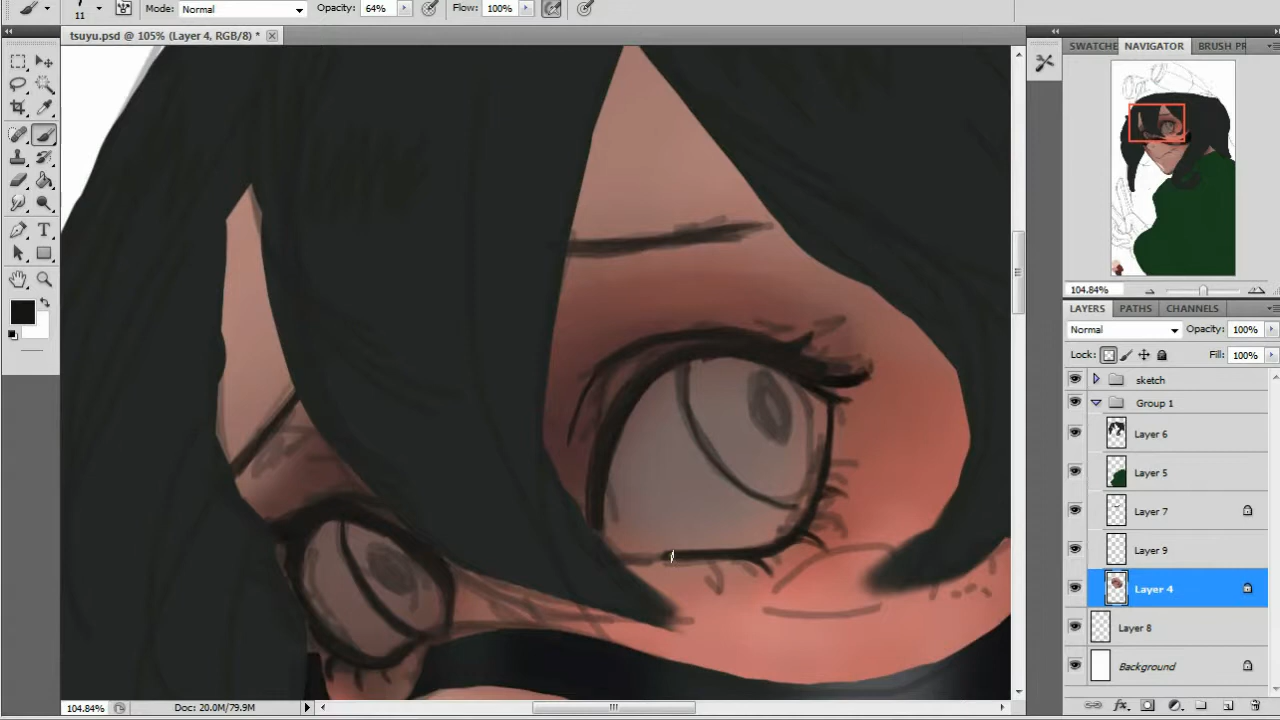 11
Mode: Normal
Opacity: 64%
Flow: 100%
tsuyu.psd @ 105% (Layer 4, RGB/8) *
SWATCHE NAVIGATOR BRUSH PR
104.84%
LAYERS PATHS CHANNELS
Normal Opacity: 100%
Lock: Fill: 100%
sketch
Group 1
Layer 6
Layer 5
Layer 7
Layer 9
Layer 4
Layer 8
Background
104.84% Doc: 20.0M/79.9M
fx